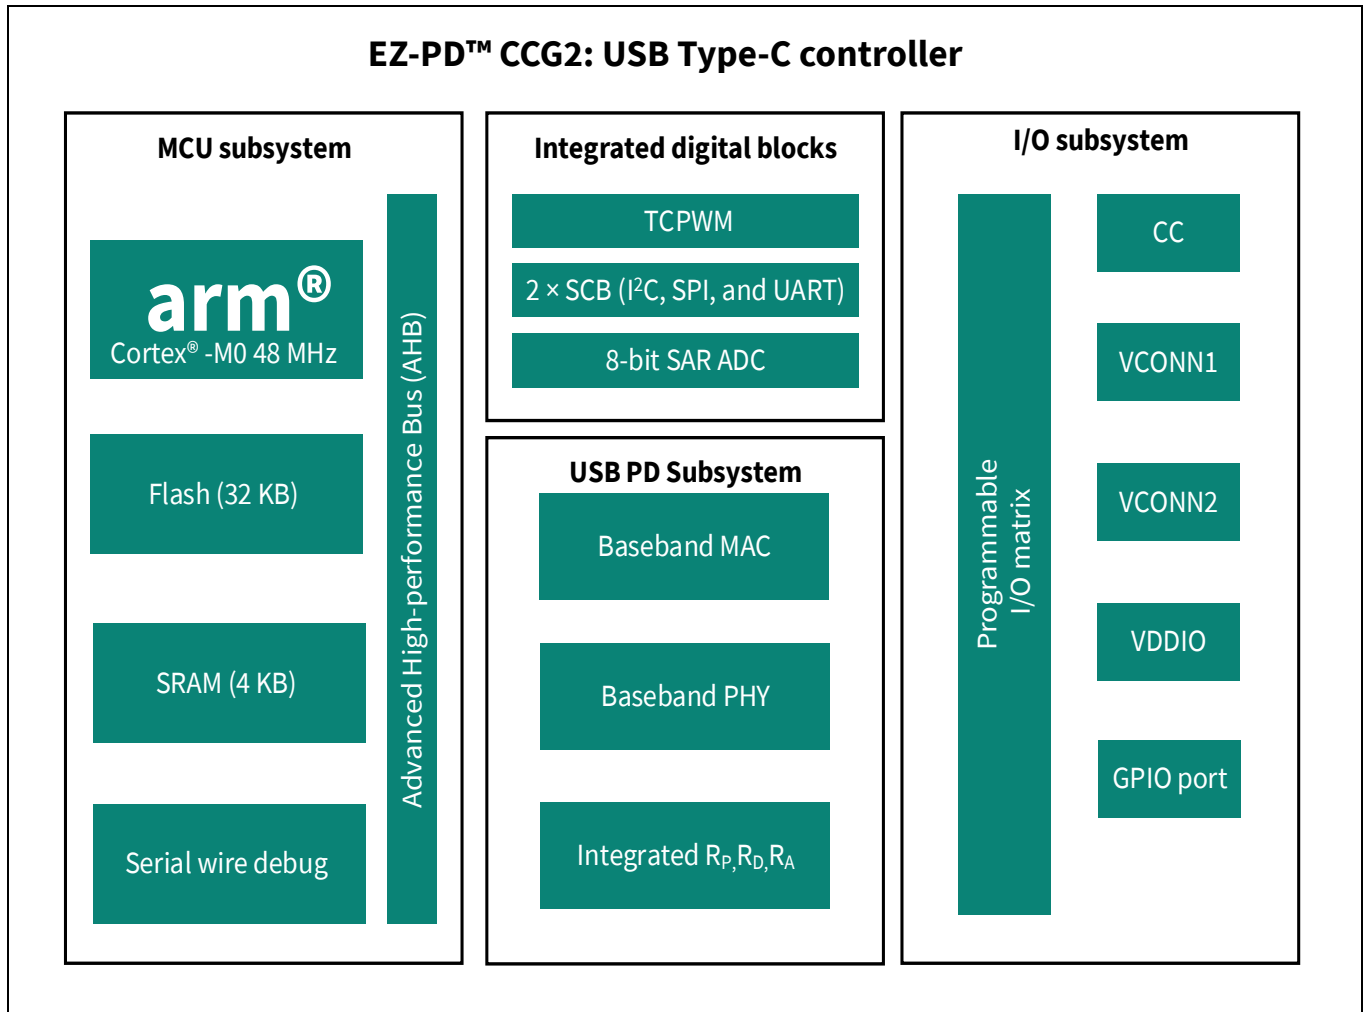 EZ-PD™ CCG2: USB Type-C controller
MCU subsystem
arm®
Cortex® -M0 48 MHz
Flash (32 KB)
SRAM (4 KB)
Serial wire debug
Advanced High-performance Bus (AHB)
Integrated digital blocks
TCPWM
2 × SCB (I²C, SPI, and UART)
8-bit SAR ADC
USB PD Subsystem
Baseband MAC
Baseband PHY
Integrated RP,RD,RA
I/O subsystem
Programmable
I/O matrix
CC
VCONN1
VCONN2
VDDIO
GPIO port